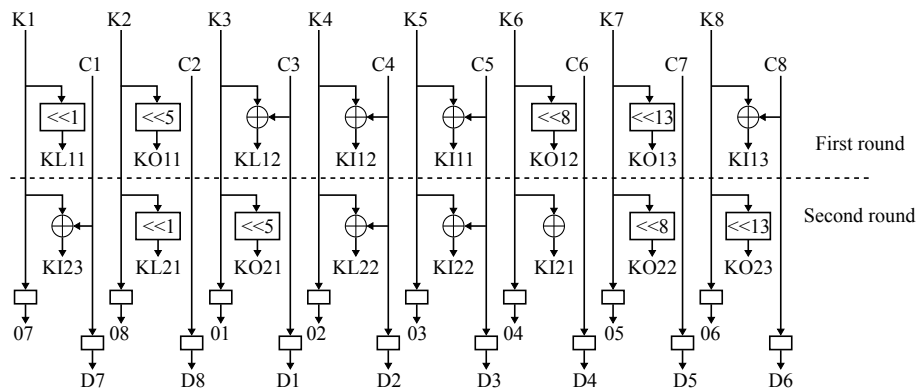 K1 K2 K3 K4 K5 K6 K7 K8
C1 C2 C3 C4 C5 C6 C7 C8
<<1 <<5 <<8 <<13
First round
KL11 KO11 KL12 KI12 KI11 KO12 KO13 KI13
Second round
<<1 <<5 <<8 <<13
KI23 KL21 KO21 KL22 KI22 KI21 KO22 KO23
07 08 01 02 03 04 05 06
D7 D8 D1 D2 D3 D4 D5 D6